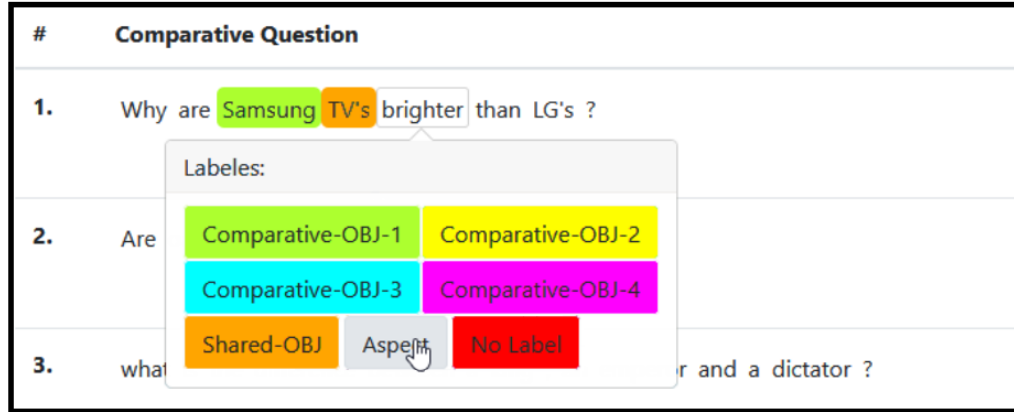 # Comparative Question
1. Why are Samsung TV's brighter than LG's ?
Labeles:
Comparative-OBJ-1 Comparative-OBJ-2
2. Are
Comparative-OBJ-3 Comparative-OBJ-4
Shared-OBJ Aspect No Label
3. what and a dictator ?